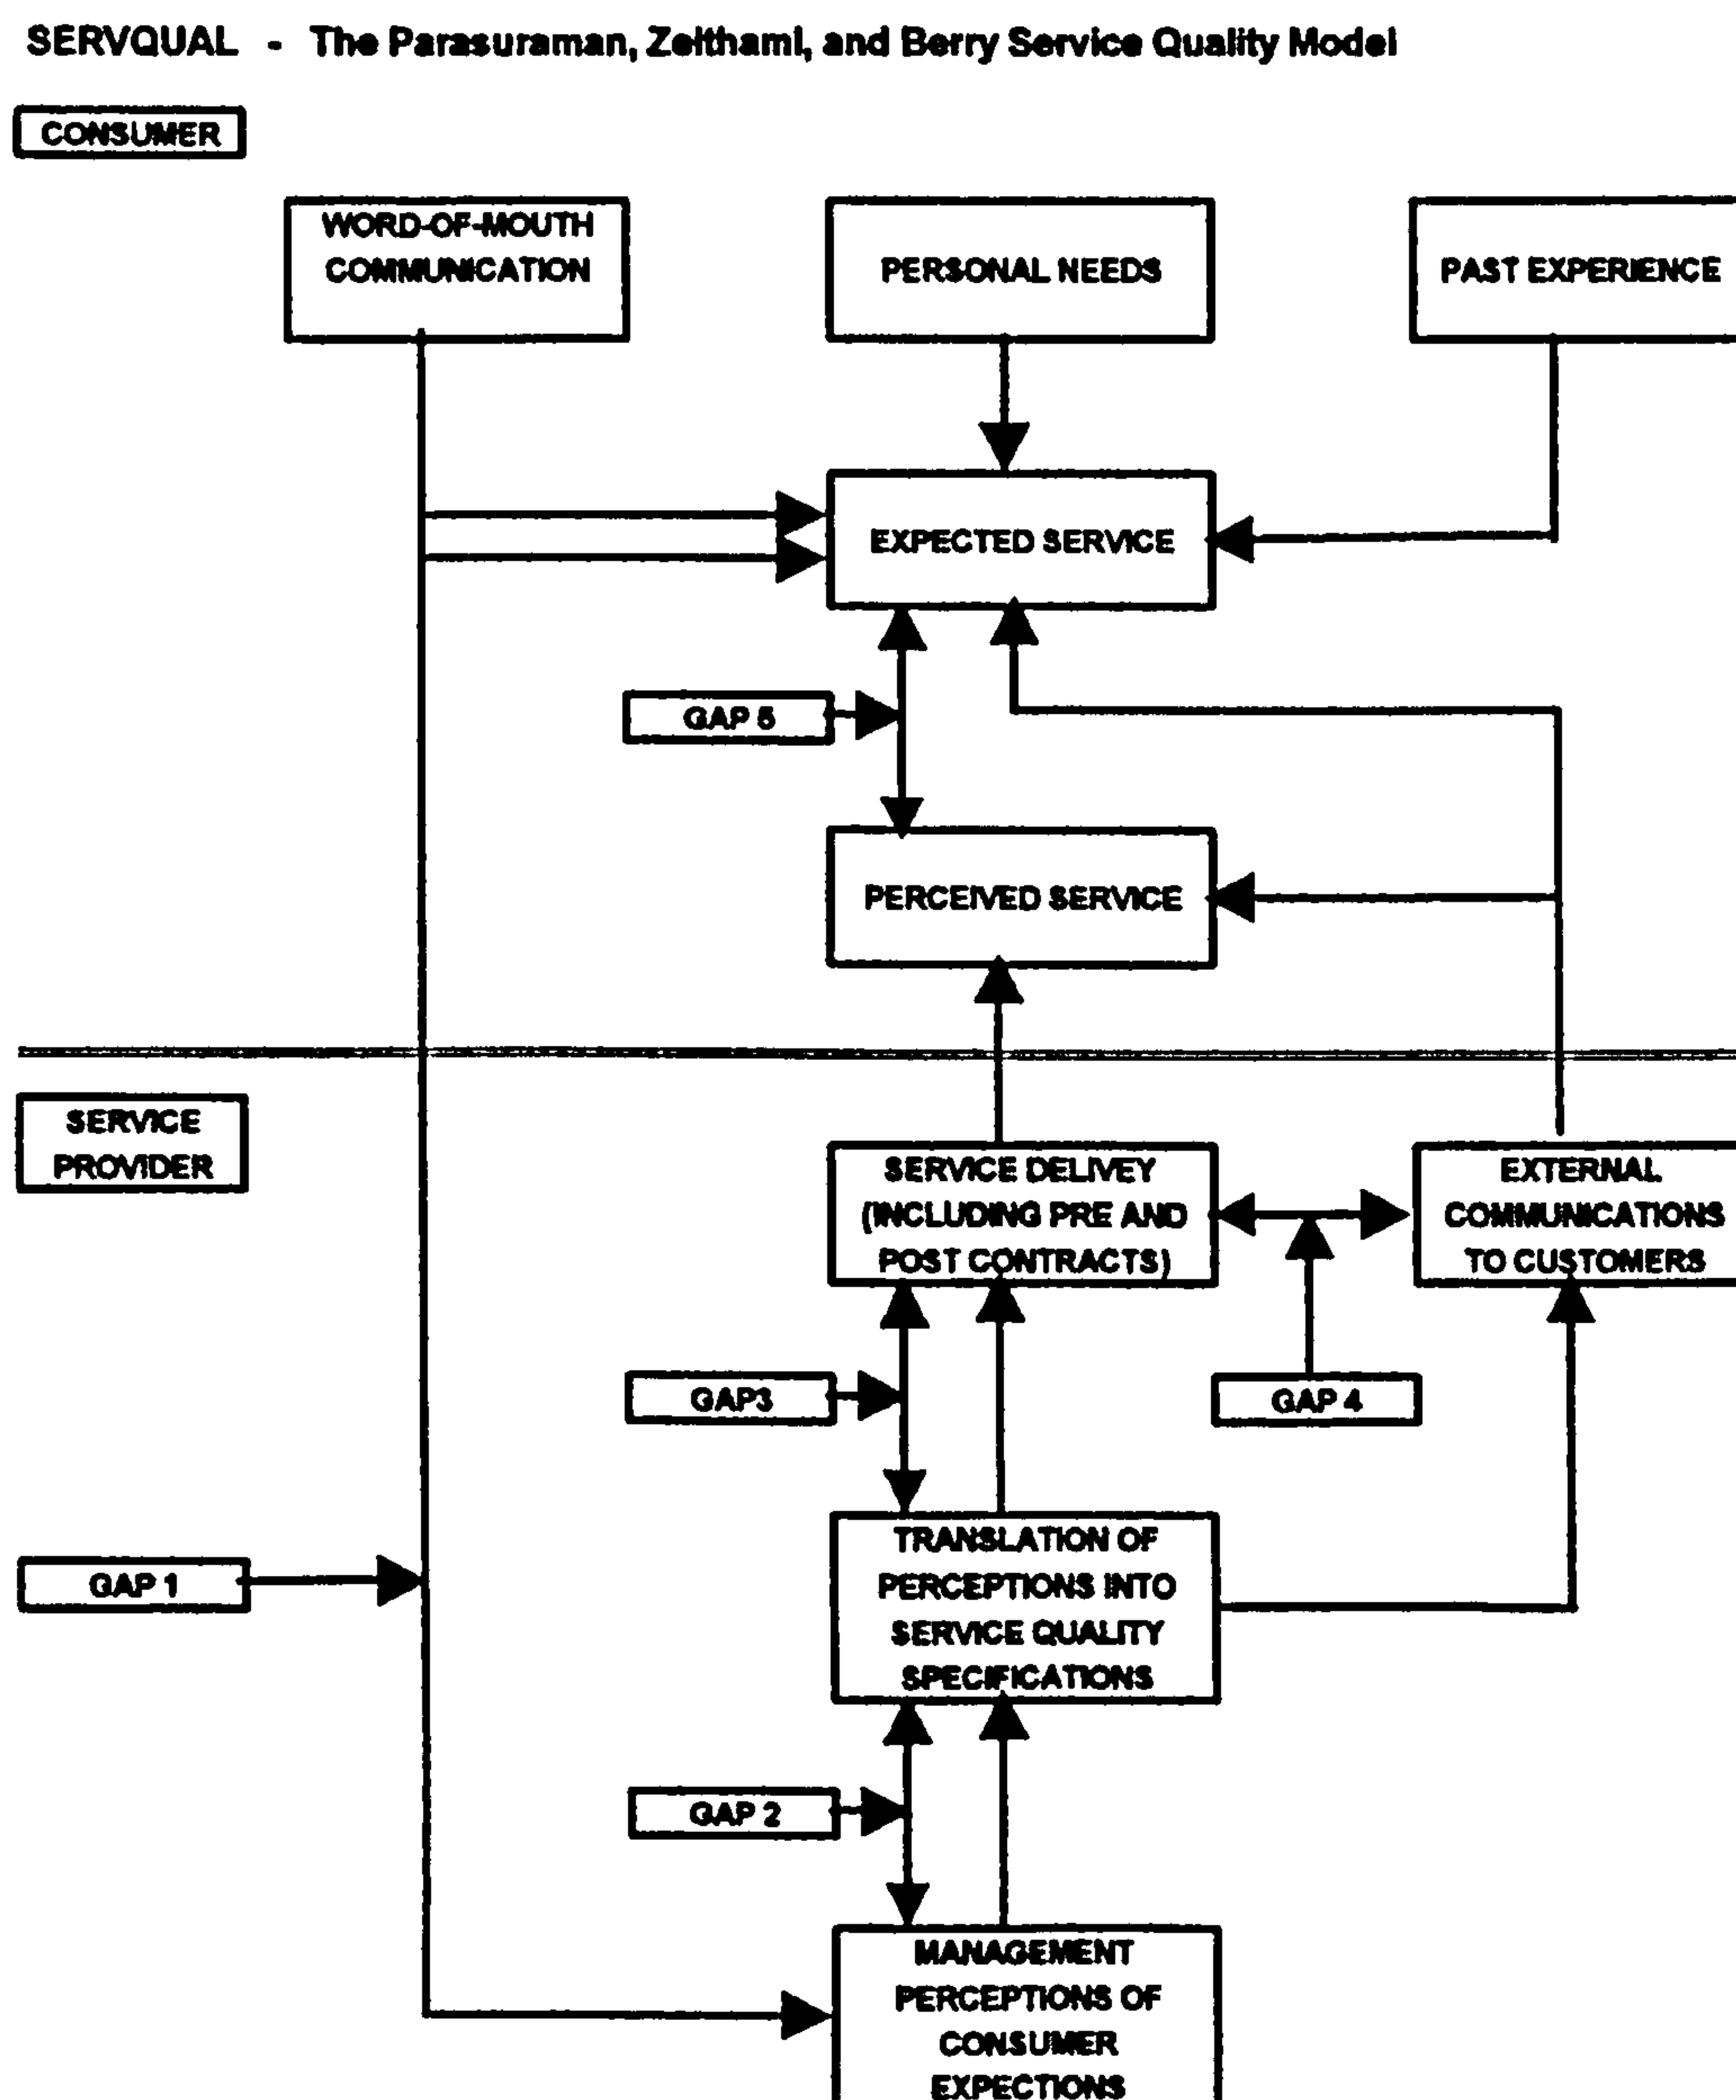 SERVQUAL - The Parasuraman, Zeithaml, and Berry Service Quality Model
CONSUMER
WORD-OF-MOUTH
COMMUNICATION
PERSONAL NEEDS
PAST EXPERIENCE
EXPECTED SERVICE
GAP 5
PERCEIVED SERVICE
SERVICE
PROVIDER
SERVICE DELIVEY
(INCLUDING PRE AND
POST CONTRACTS)
EXTERNAL
COMMUNICATIONS
TO CUSTOMERS
GAP3
GAP 4
GAP 1
TRANSLATION OF
PERCEPTIONS INTO
SERVICE QUALITY
SPECIFICATIONS
GAP 2
MANAGEMENT
PERCEPTIONS OF
CONSUMER
EXPECTIONS